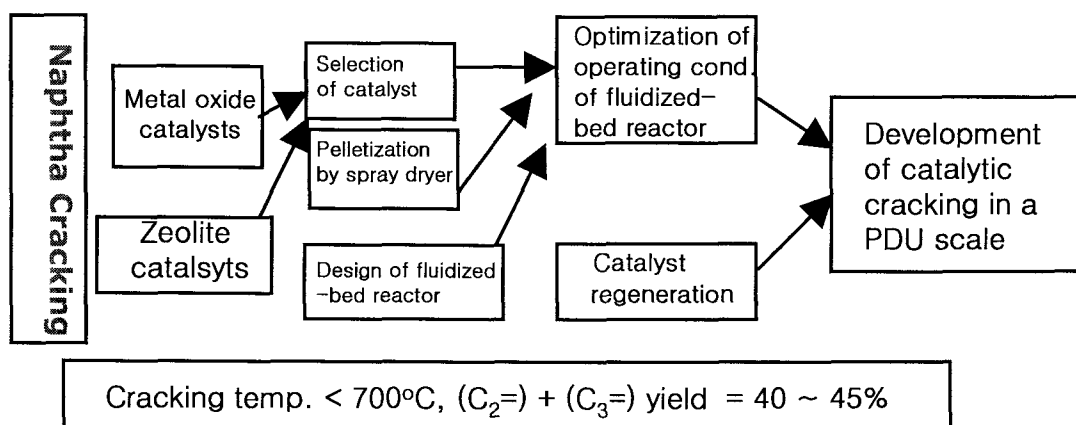 Naphtha Cracking
Metal oxide
catalysts
Zeolite
catalsyts
Selection
of catalyst
Pelletization
by spray dryer
Design of fluidized
-bed reactor
Optimization of
operating cond.
of fluidized-
bed reactor
Catalyst
regeneration
Development
of catalytic
cracking in a
PDU scale
Cracking temp. < 700°C, (C₂=) + (C₃=) yield = 40 ~ 45%